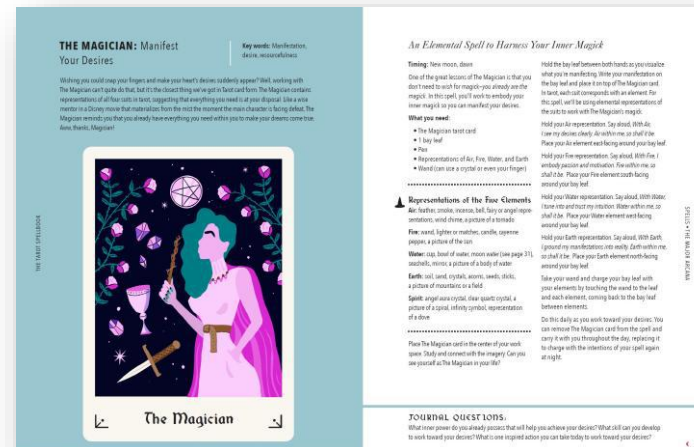 THE MAGICIAN: Manifest
Your Desires
Key words: Manifestation,
desire, resourcefulness
Wishing you could snap your fingers and make your heart's desires suddenly appear? Well, working with
The Magician can't quite do that, but it's the closest thing we've got in Tarot card form. The Magician contains
representations of all four suits in tarot, suggesting that everything you need is at your disposal. Like a wise
mentor in a Disney movie that materializes from the mist the moment the main character is facing defeat, The
Magician reminds you that you already have everything you need within you to make your dreams come true.
Aww, thanks, Magician!
The Magician
THE TAROT SPELLBOOK
An Elemental Spell to Harness Your Inner Magick
Timing: New moon, dawn
One of the great lessons of The Magician is that you
don't need to wish for magick–you already are the
magick. In this spell, you'll work to embody your
inner magick so you can manifest your desires.
What you need:
• The Magician tarot card
• 1 bay leaf
• Pen
• Representations of Air, Fire, Water, and Earth
• Wand (can use a crystal or even your finger)
Representations of the Five Elements
Air: feather, smoke, incense, bell, fairy or angel repre-
sentations, wind chime, a picture of a tornado
Fire: wand, lighter or matches, candle, cayenne
pepper, a picture of the sun
Water: cup, bowl of water, moon water (see page 31),
seashells, mirror, a picture of a body of water
Earth: soil, sand, crystals, acorns, seeds, sticks,
a picture of mountains or a field
Spirit: angel aura crystal, clear quartz crystal, a
picture of a spiral, infinity symbol, representation
of a dove
Place The Magician card in the center of your work
space. Study and connect with the imagery. Can you
see yourself as The Magician in your life?
Hold the bay leaf between both hands as you visualize
what you're manifesting. Write your manifestation on
the bay leaf and place it on top of The Magician card.
In tarot, each suit corresponds with an element. For
this spell, we'll be using elemental representations of
the suits to work with The Magician's magick.
Hold your Air representation. Say aloud, With Air,
I see my desires clearly. Air within me, so shall it be.
Place your Air element east-facing around your bay leaf.
Hold your Fire representation. Say aloud, With Fire, I
embody passion and motivation. Fire within me, so
shall it be. Place your Fire element south-facing
around your bay leaf.
Hold your Water representation. Say aloud, With Water,
I tune into and trust my intuition. Water within me, so
shall it be. Place your Water element west-facing
around your bay leaf.
Hold your Earth representation. Say aloud, With Earth,
I ground my manifestations into reality. Earth within me,
so shall it be. Place your Earth element north-facing
around your bay leaf.
Take your wand and charge your bay leaf with
your elements by touching the wand to the leaf
and each element, coming back to the bay leaf
between elements.
Do this daily as you work toward your desires. You
can remove The Magician card from the spell and
carry it with you throughout the day, replacing it
to charge with the intentions of your spell again
at night.
SPELLS • THE MAJOR ARCANA
JOURNAL QUESTIONS:
What inner power do you already possess that will help you achieve your desires? What skill can you develop
to work toward your desires? What is one inspired action you can take today to work toward your desires?